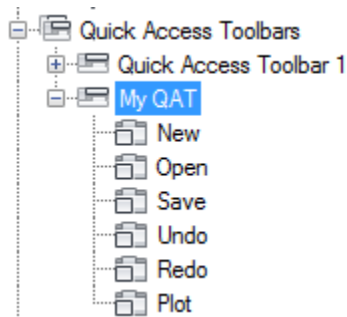 Quick Access Toolbars
Quick Access Toolbar 1
My QAT
New
Open
Save
Undo
Redo
Plot